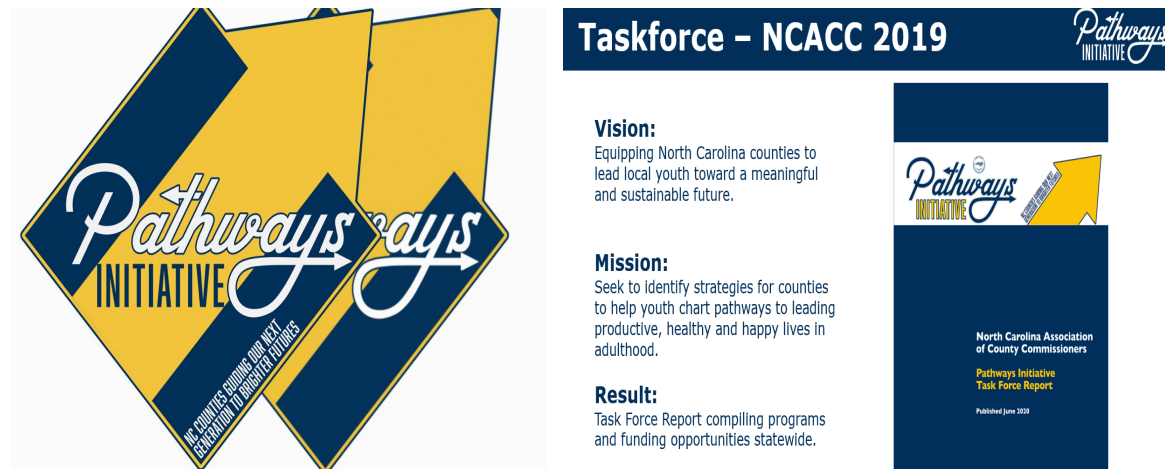 Pathways
INITIATIVE
NC COUNTIES GUIDING OUR NEXT
GENERATION TO BRIGHTER FUTURES
ways
Taskforce – NCACC 2019
Pathways
INITIATIVE
Vision:
Equipping North Carolina counties to
lead local youth toward a meaningful
and sustainable future.
Mission:
Seek to identify strategies for counties
to help youth chart pathways to leading
productive, healthy and happy lives in
adulthood.
Result:
Task Force Report compiling programs
and funding opportunities statewide.
Pathways
INITIATIVE
North Carolina Association
of County Commissioners
Pathways Initiative
Task Force Report
Published June 2020